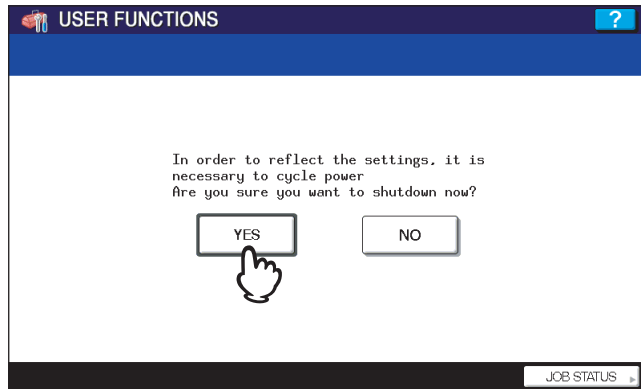 USER FUNCTIONS
?
In order to reflect the settings, it is
necessary to cycle power
Are you sure you want to shutdown now?
YES
NO
JOB STATUS